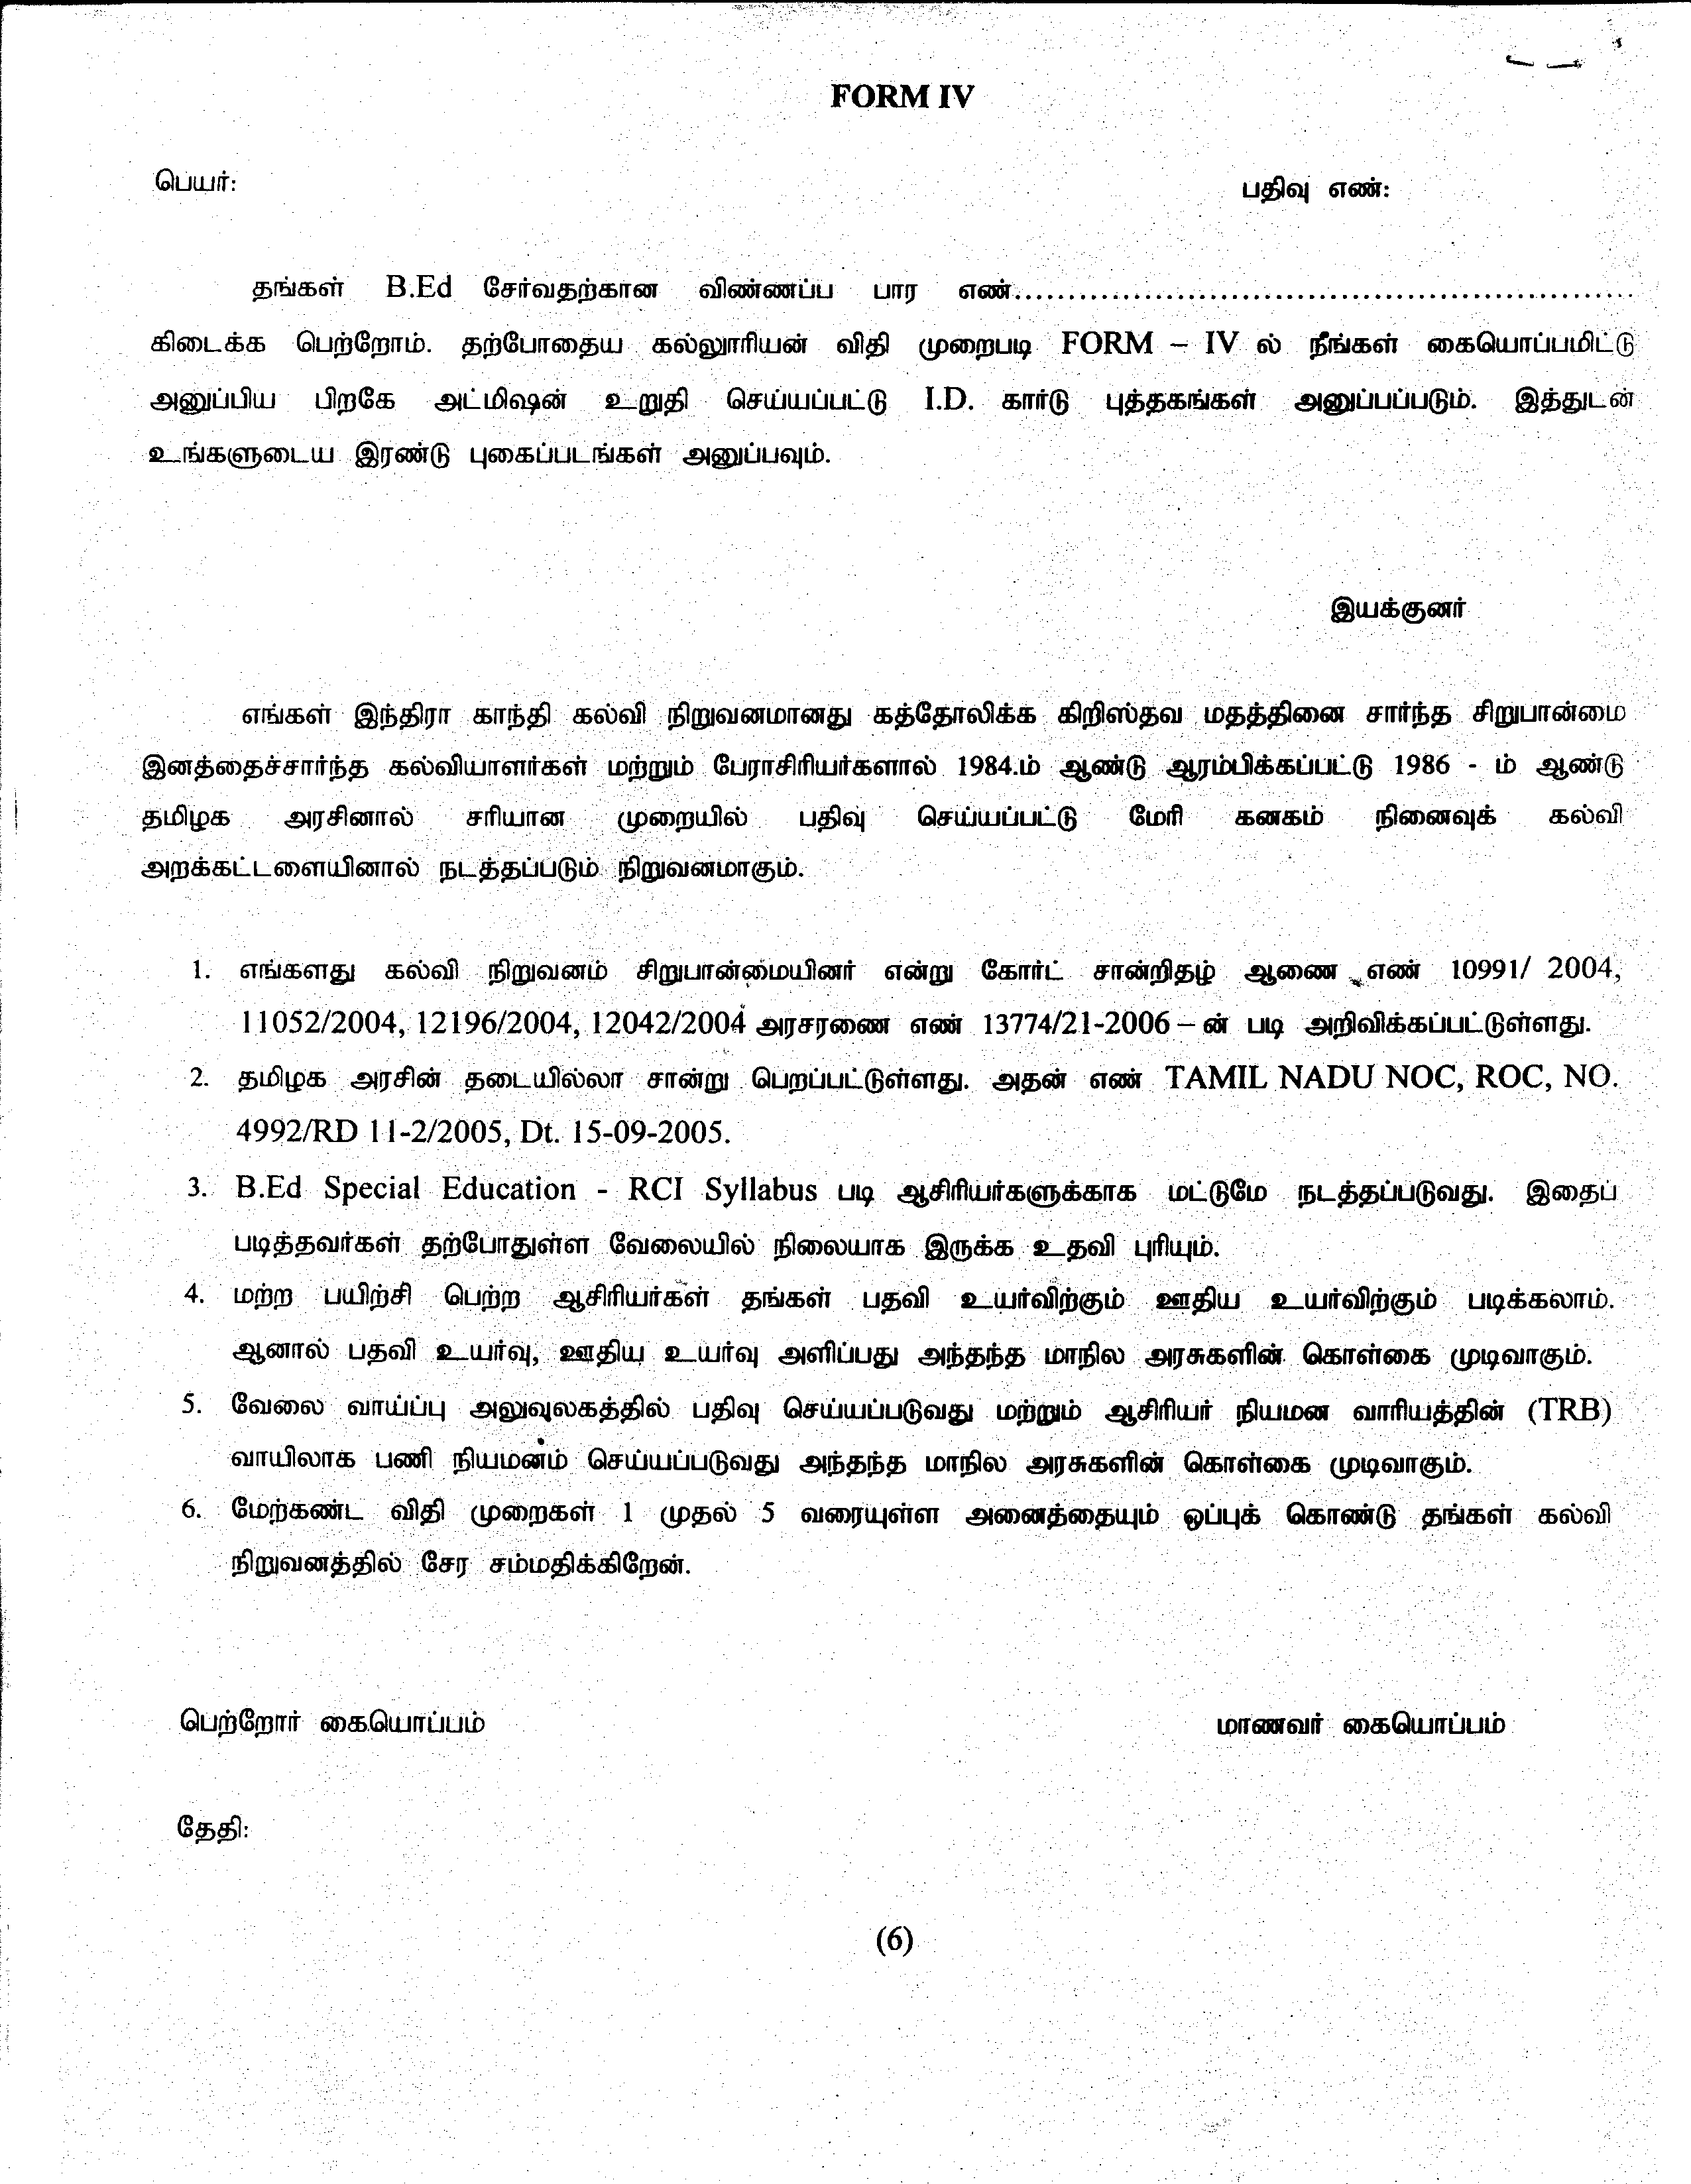 FORM IV
பெயர்:
பதிவு எண்:
தங்கள் B.Ed சேர்வதற்கான விண்ணப்ப பார எண்..............................................................
கிடைக்க பெற்றோம். தற்போதைய கல்லூரியன் விதி முறைபடி FORM – IV ல் நீங்கள் கையொப்பமிட்டு
அனுப்பிய பிறகே அட்மிஷன் உறுதி செய்யப்பட்டு I.D. கார்டு புத்தகங்கள் அனுப்பப்படும். இத்துடன்
உங்களுடைய இரண்டு புகைப்படங்கள் அனுப்பவும்.
இயக்குனர்
எங்கள் இந்திரா காந்தி கல்வி நிறுவனமானது கத்தோலிக்க கிறிஸ்தவ மதத்தினை சார்ந்த சிறுபான்மை
இனத்தைச்சார்ந்த கல்வியாளர்கள் மற்றும் பேராசிரியர்களால் 1984.ம் ஆண்டு ஆரம்பிக்கப்பட்டு 1986 - ம் ஆண்டு
தமிழக அரசினால் சரியான முறையில் பதிவு செய்யப்பட்டு மேரி கனகம் நினைவுக் கல்வி
அறக்கட்டளையினால் நடத்தப்படும் நிறுவனமாகும்.
1. எங்களது கல்வி நிறுவனம் சிறுபான்மையினர் என்று கோர்ட் சான்றிதழ் ஆணை எண் 10991/ 2004,
11052/2004, 12196/2004, 12042/2004 அரசரணை எண் 13774/21-2006 – ன் படி அறிவிக்கப்பட்டுள்ளது.
2. தமிழக அரசின் தடையில்லா சான்று பெறப்பட்டுள்ளது. அதன் எண் TAMIL NADU NOC, ROC, NO.
4992/RD 11-2/2005, Dt. 15-09-2005.
3. B.Ed Special Education - RCI Syllabus படி ஆசிரியர்களுக்காக மட்டுமே நடத்தப்படுவது. இதைப்
படித்தவர்கள் தற்போதுள்ள வேலையில் நிலையாக இருக்க உதவி புரியும்.
4. மற்ற பயிற்சி பெற்ற ஆசிரியர்கள் தங்கள் பதவி உயர்விற்கும் ஊதிய உயர்விற்கும் படிக்கலாம்.
ஆனால் பதவி உயர்வு, ஊதிய உயர்வு அளிப்பது அந்தந்த மாநில அரசுகளின் கொள்கை முடிவாகும்.
5. வேலை வாய்ப்பு அலுவுலகத்தில் பதிவு செய்யப்படுவது மற்றும் ஆசிரியர் நியமன வாரியத்தின் (TRB)
வாயிலாக பணி நியமனம் செய்யப்படுவது அந்தந்த மாநில அரசுகளின் கொள்கை முடிவாகும்.
6. மேற்கண்ட விதி முறைகள் 1 முதல் 5 வரையுள்ள அனைத்தையும் ஒப்புக் கொண்டு தங்கள் கல்வி
நிறுவனத்தில் சேர சம்மதிக்கிறேன்.
பெற்றோர் கையொப்பம்
மாணவர் கையொப்பம்
தேதி:
(6)